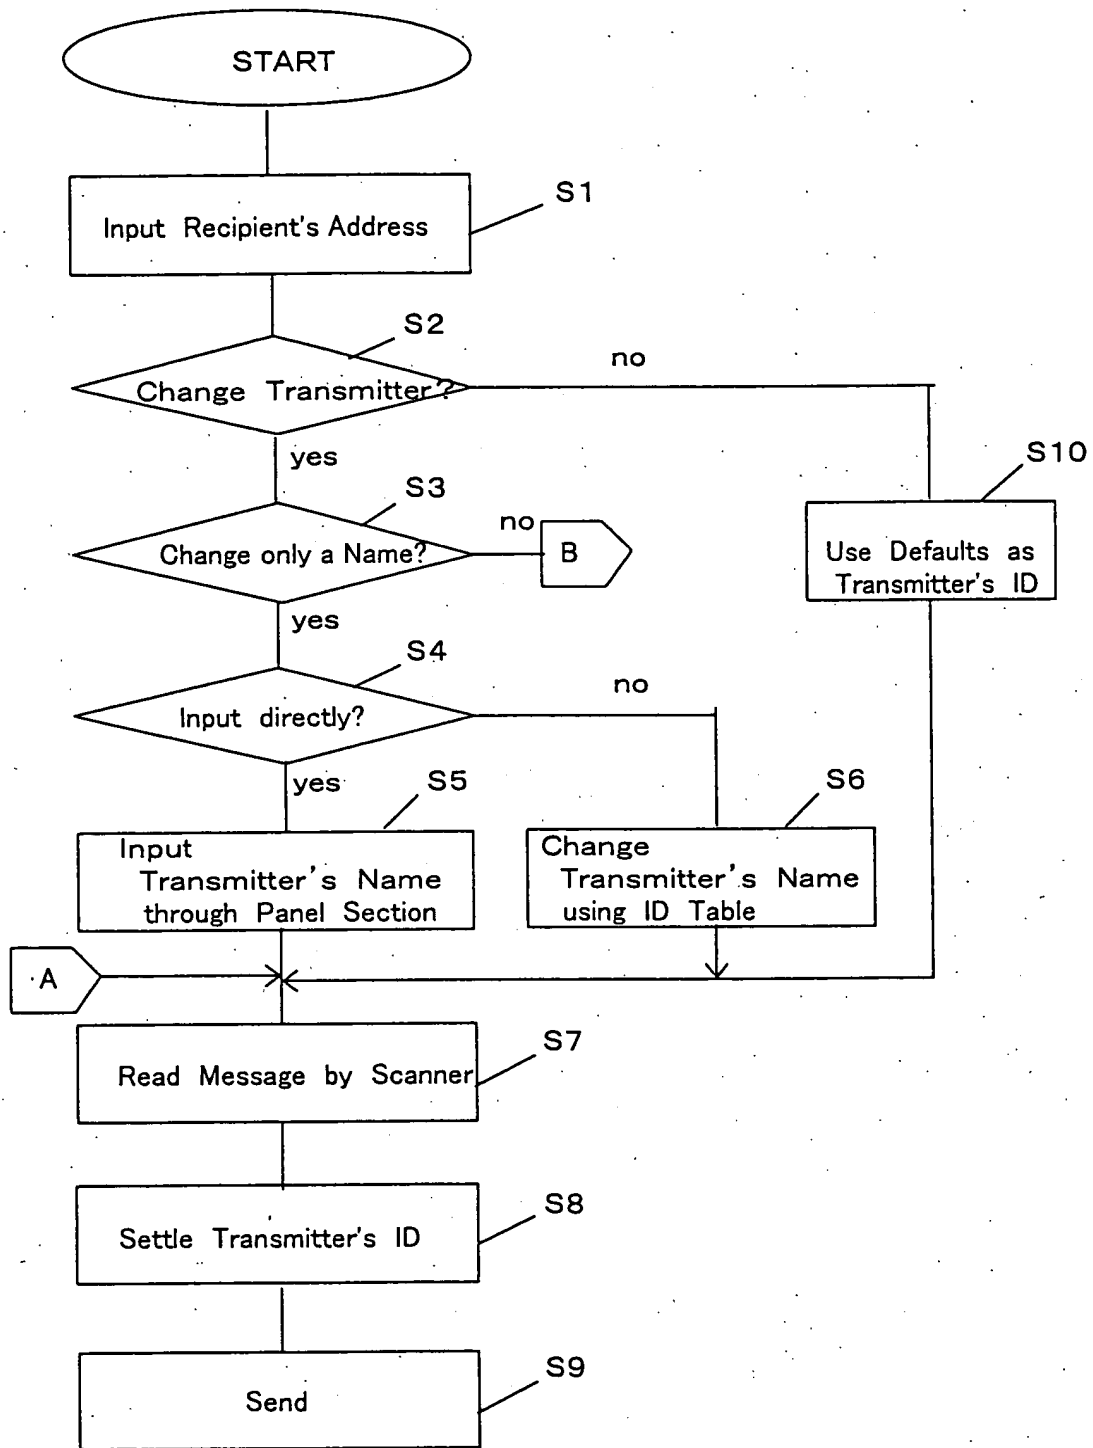 START
S1
Input Recipient's Address
S2
no
Change Transmitter?
yes
S10
S3
no
Change only a Name?
B
Use Defaults as
Transmitter's ID
yes
S4
no
Input directly?
yes
S5
S6
Input
Transmitter's Name
through Panel Section
Change
Transmitter's Name
using ID Table
A
S7
Read Message by Scanner
S8
Settle Transmitter's ID
S9
Send